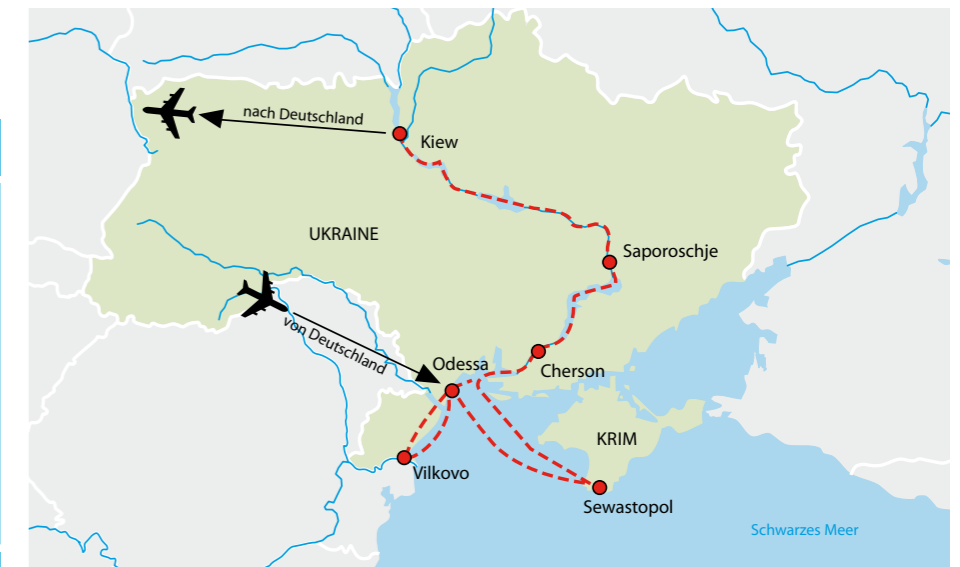 nach Deutschland
Kiew
UKRAINE
Saporoschje
von Deutschland
Odessa
Cherson
KRIM
Vilkovo
Sewastopol
Schwarzes Meer